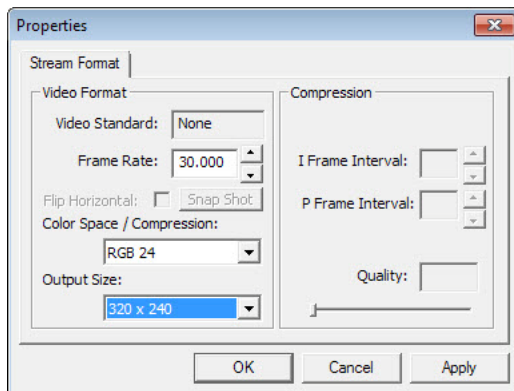 Properties
Stream Format
Video Format
Video Standard: None
Frame Rate: 30.000
Flip Horizontal: Snap Shot
Color Space / Compression:
RGB 24
Output Size:
320 x 240
Compression
I Frame Interval:
P Frame Interval:
Quality:
OK Cancel Apply